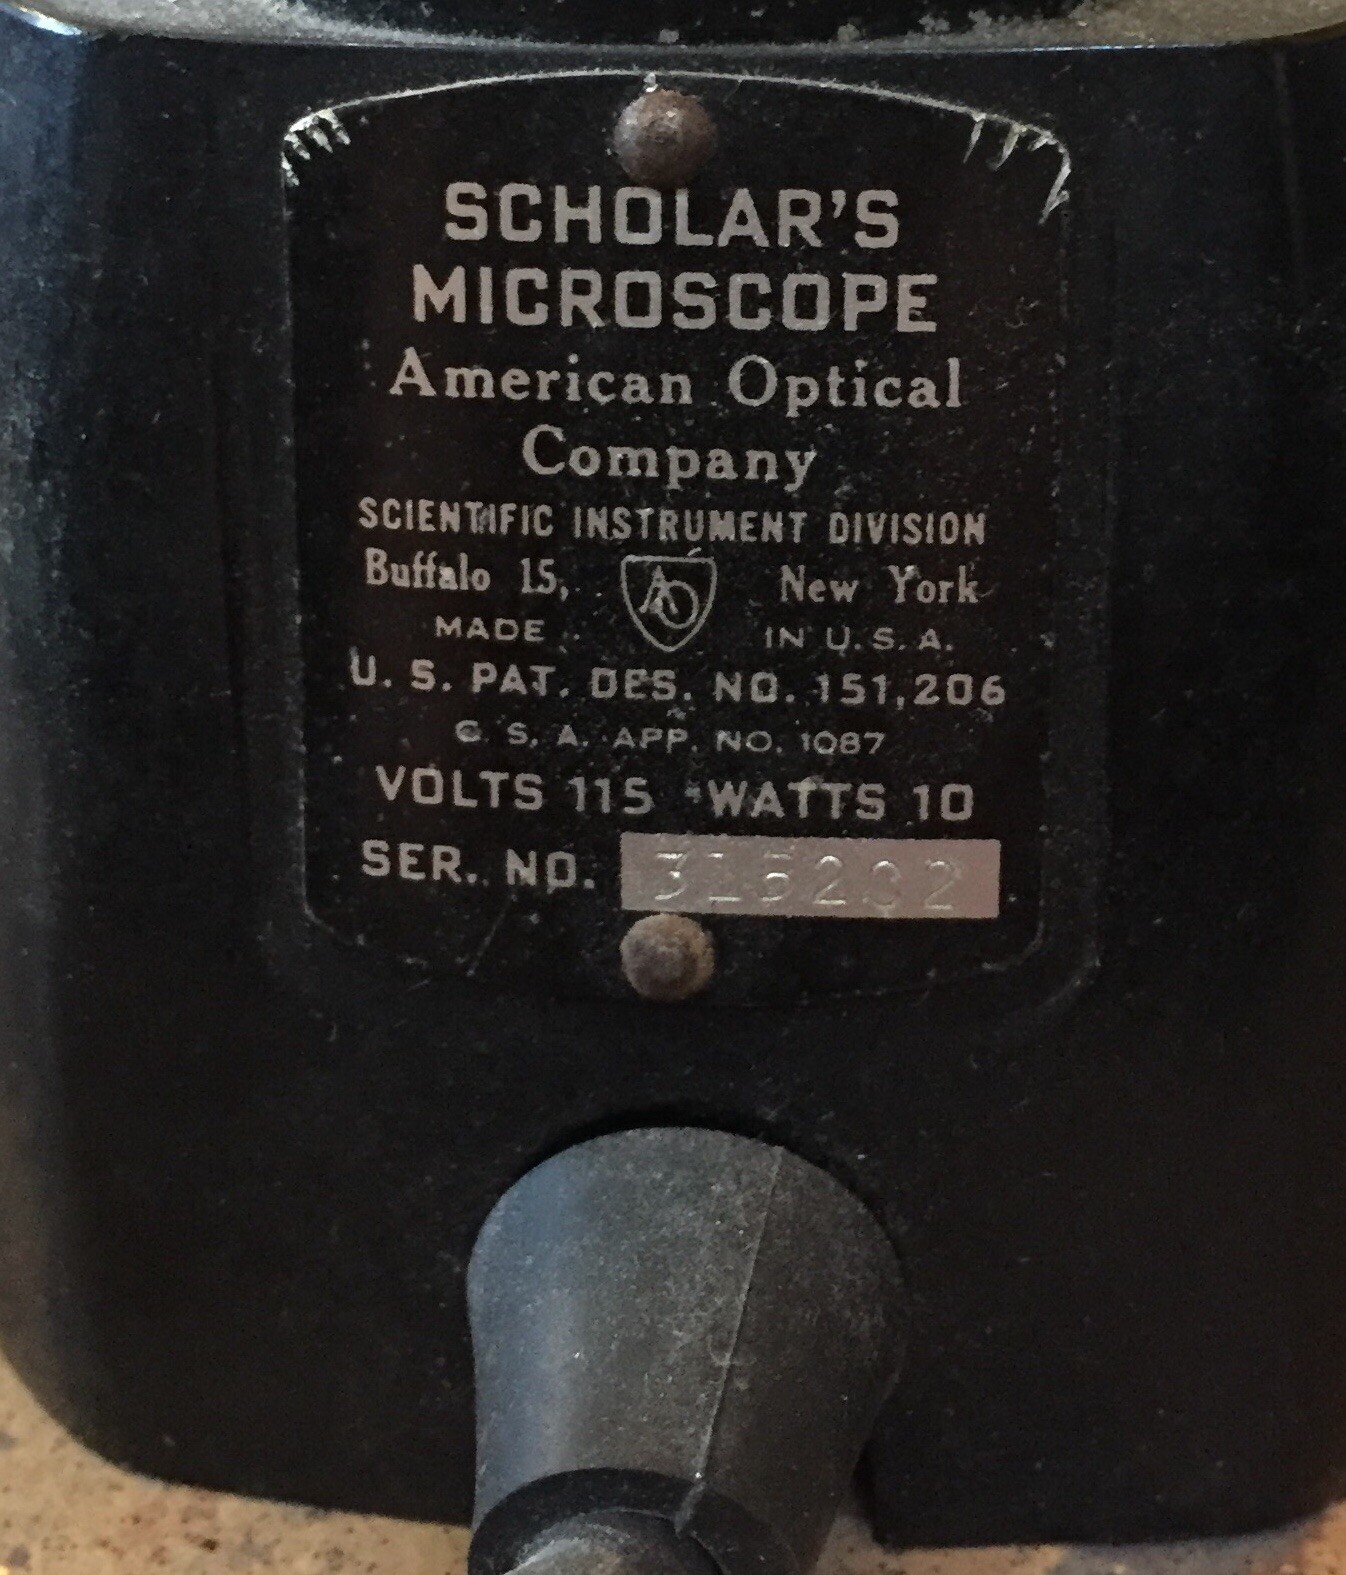 SCHOLAR'S
MICROSCOPE
American Optical
Company
SCIENTIFIC INSTRUMENT DIVISION
Buffalo 15, AO New York
MADE IN U.S.A.
U. S. PAT. DES. NO. 151,206
C. S. A. APP. NO. 1087
VOLTS 115 WATTS 10
SER. NO.